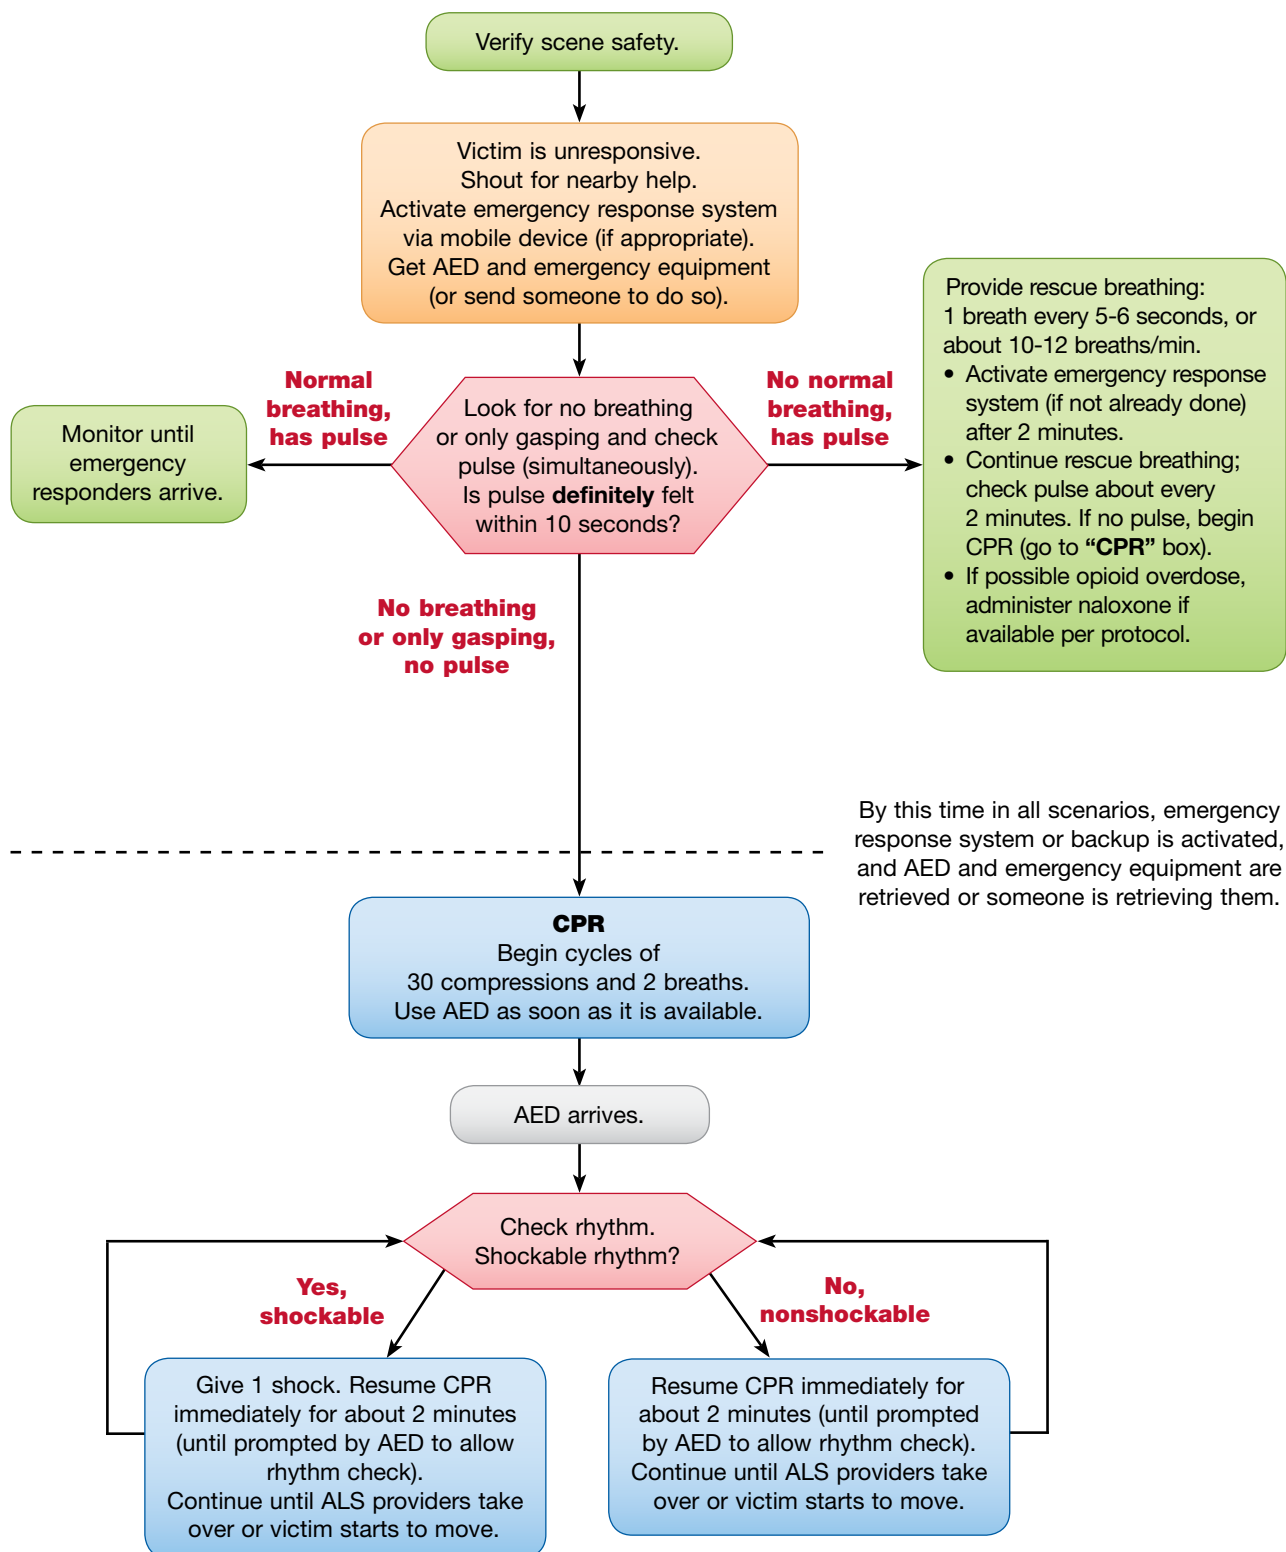 Verify scene safety.
Victim is unresponsive.
Shout for nearby help.
Activate emergency response system
via mobile device (if appropriate).
Get AED and emergency equipment
(or send someone to do so).
Normal
breathing,
has pulse
Monitor until
emergency
responders arrive.
Look for no breathing
or only gasping and check
pulse (simultaneously).
Is pulse definitely felt
within 10 seconds?
No normal
breathing,
has pulse
Provide rescue breathing:
1 breath every 5-6 seconds, or
about 10-12 breaths/min.
• Activate emergency response
system (if not already done)
after 2 minutes.
• Continue rescue breathing;
check pulse about every
2 minutes. If no pulse, begin
CPR (go to “CPR” box).
• If possible opioid overdose,
administer naloxone if
available per protocol.
No breathing
or only gasping,
no pulse
By this time in all scenarios, emergency
response system or backup is activated,
and AED and emergency equipment are
retrieved or someone is retrieving them.
CPR
Begin cycles of
30 compressions and 2 breaths.
Use AED as soon as it is available.
AED arrives.
Check rhythm.
Shockable rhythm?
Yes,
shockable
No,
nonshockable
Give 1 shock. Resume CPR
immediately for about 2 minutes
(until prompted by AED to allow
rhythm check).
Continue until ALS providers take
over or victim starts to move.
Resume CPR immediately for
about 2 minutes (until prompted
by AED to allow rhythm check).
Continue until ALS providers take
over or victim starts to move.